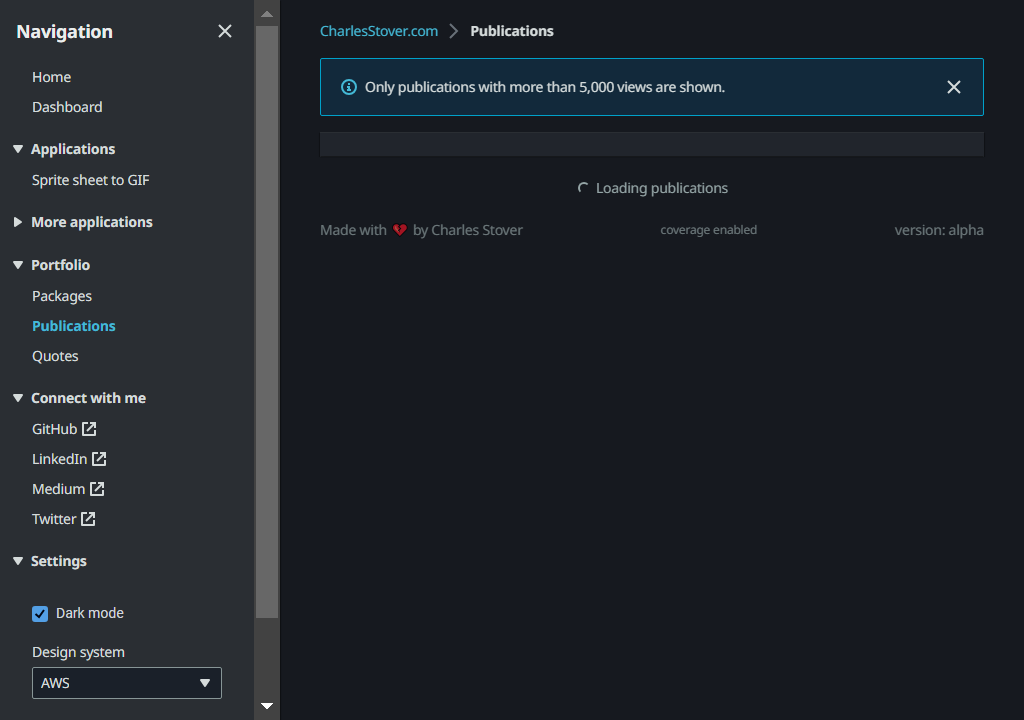 Navigation
Home
Dashboard
Applications
Sprite sheet to GIF
More applications
Portfolio
Packages
Publications
Quotes
Connect with me
GitHub
LinkedIn
Medium
Twitter
Settings
Dark mode
Design system
AWS
CharlesStover.com > Publications
Only publications with more than 5,000 views are shown.
Loading publications
Made with 💔 by Charles Stover
coverage enabled
version: alpha